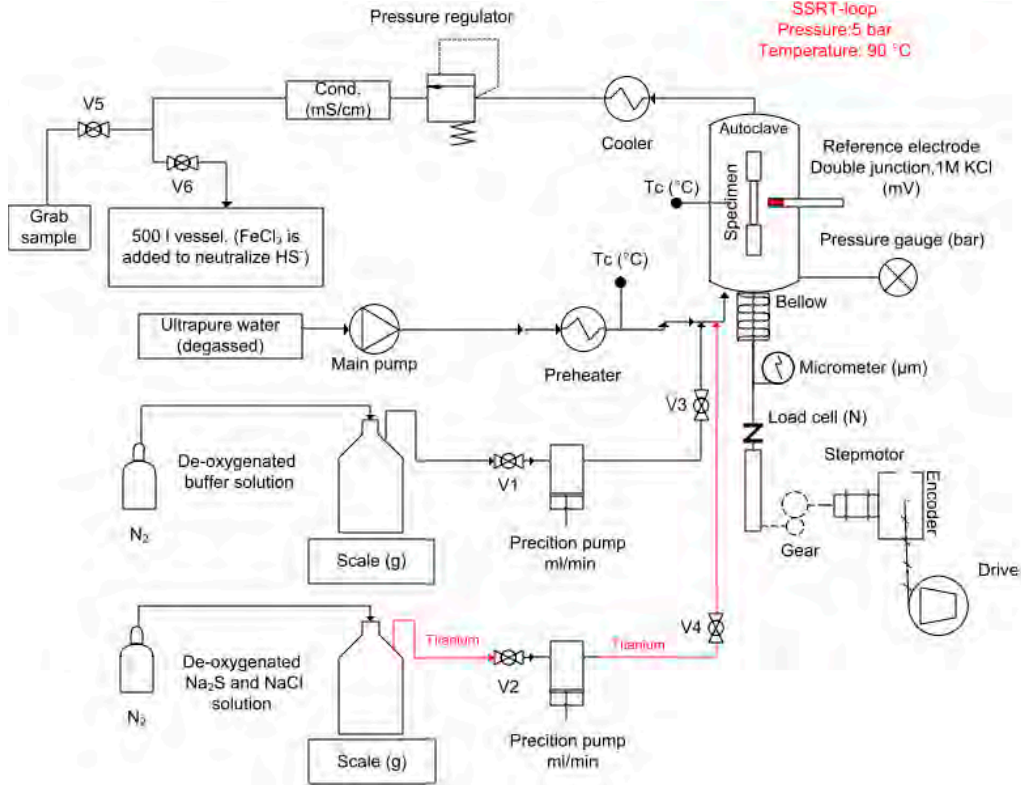 Pressure regulator
SSRT-loop
Pressure:5 bar
Temperature: 90 °C
V5
Cond.
(mS/cm)
Cooler
Autoclave
Reference electrode
Double junction,1M KCl
(mV)
V6
Tc (°C)
Spedimen
Grab
sample
500 l vessel. (FeCl₃ is
added to neutralize HS⁻)
Pressure gauge (bar)
Tc (°C)
Bellow
Ultrapure water
(degassed)
Main pump
Preheater
Micrometer (µm)
V3
Load cell (N)
De-oxygenated
buffer solution
V1
Stepmotor
Encoder
N₂
Scale (g)
Precition pump
ml/min
Gear
Drive
Titanium
Titanium
V4
De-oxygenated
Na₂S and NaCl
solution
V2
N₂
Scale (g)
Precition pump
ml/min